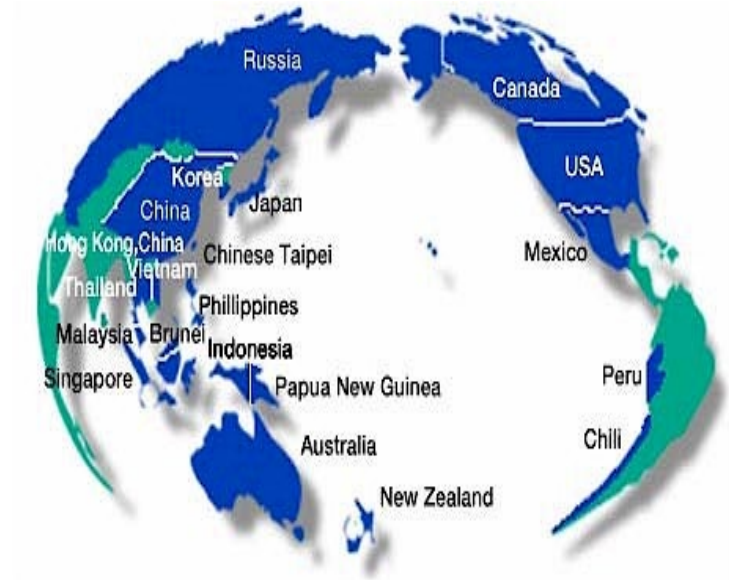 Russia
Canada
USA
Korea
China
Japan
Hong Kong,China
Chinese Taipei
Mexico
Vietnam
Thailand
Phillippines
Malaysia
Brunei
Indonesia
Singapore
Papua New Guinea
Peru
Australia
Chili
New Zealand